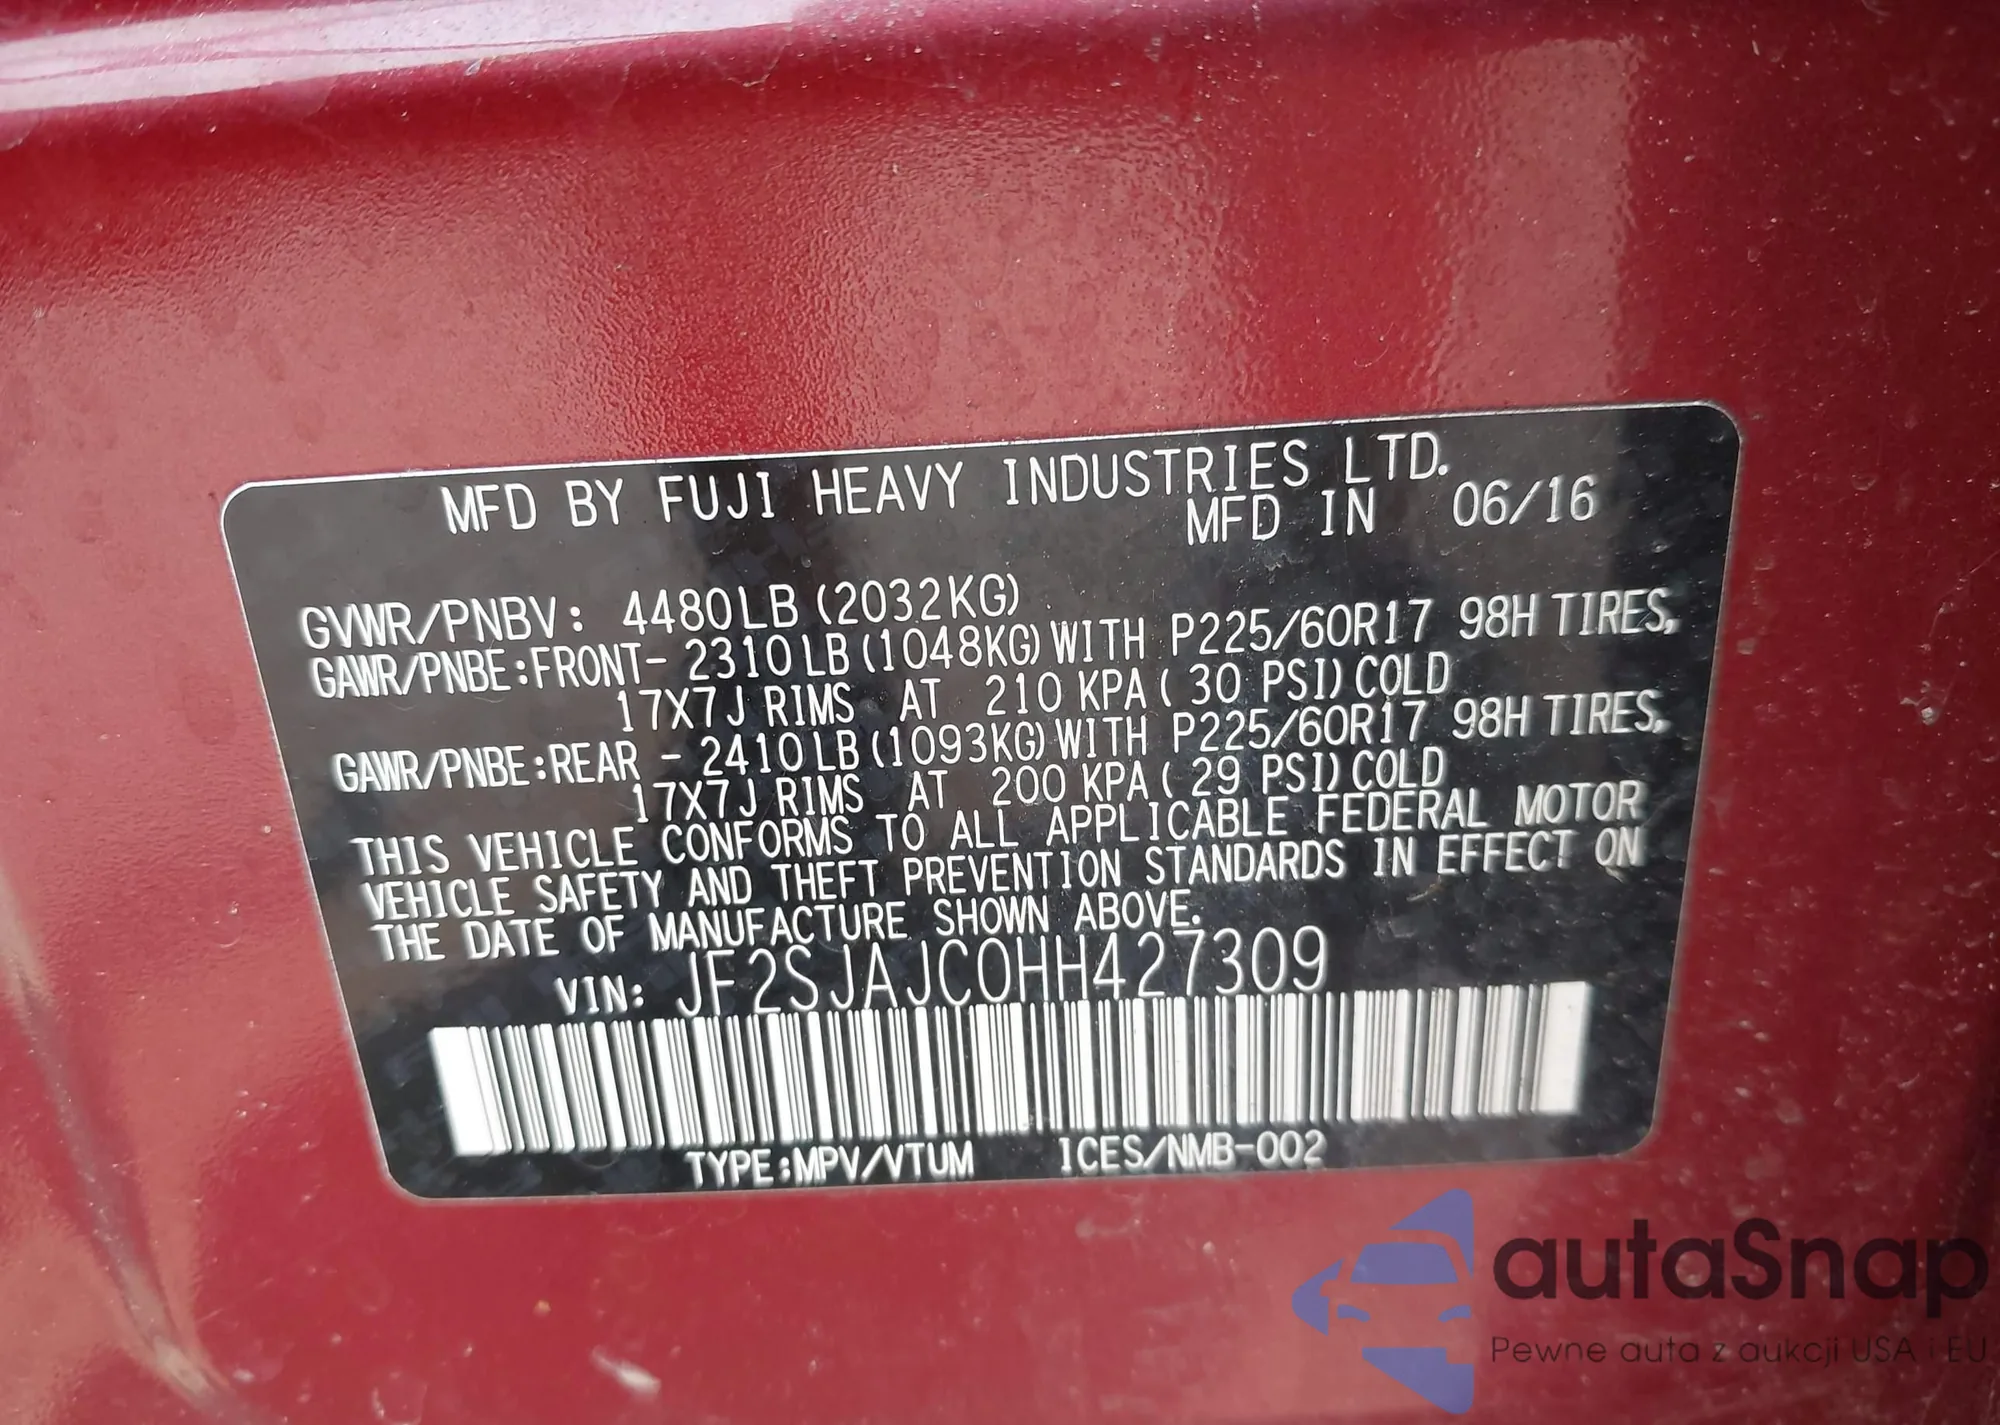 MFD BY FUJI HEAVY INDUSTRIES LTD.
MFD IN 06/16
GVWR/PNBV: 4480LB (2032KG)
GAWR/PNBE:FRONT- 2310LB (1048KG) WITH P225/60R17 98H TIRES,
17X7J RIMS AT 210 KPA ( 30 PSI) COLD
GAWR/PNBE:REAR - 2410LB (1093KG) WITH P225/60R17 98H TIRES,
17X7J RIMS AT 200 KPA ( 29 PSI) COLD
THIS VEHICLE CONFORMS TO ALL APPLICABLE FEDERAL MOTOR
VEHICLE SAFETY AND THEFT PREVENTION STANDARDS IN EFFECT ON
THE DATE OF MANUFACTURE SHOWN ABOVE.
VIN: JF2SJAJC0HH427309
TYPE:MPV/VTUM ICES/NMB-002
autaSnap
Pewne auta z aukcji USA i EU